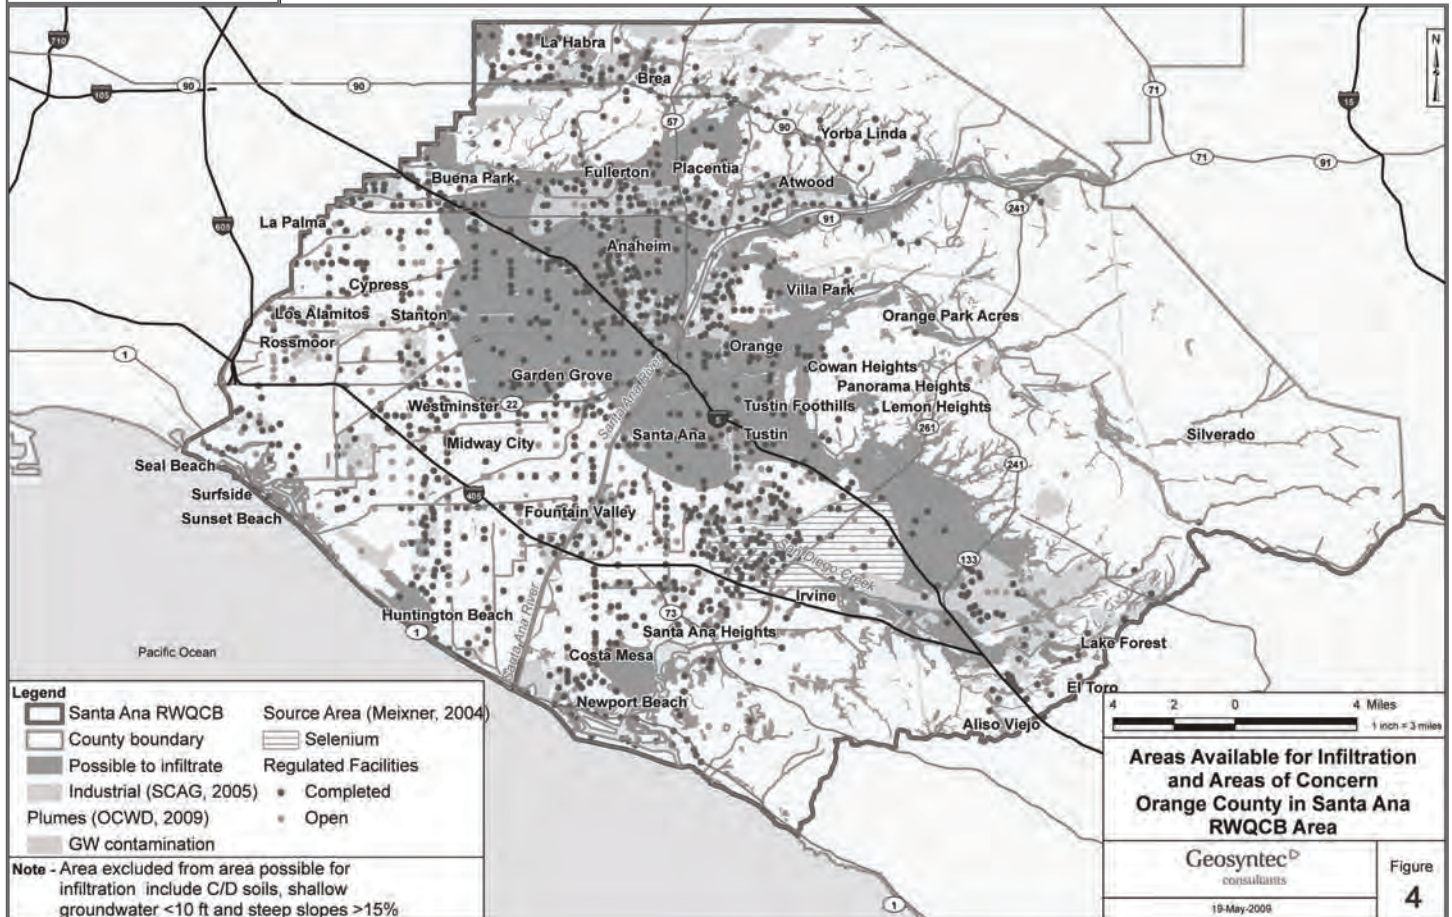 710
105
90
90
La Habra
Brea
N
71
15
57
90
Yorba Linda
71
91
Buena Park
Fullerton
Placentia
Atwood
241
La Palma
605
91
Anaheim
Cypress
Villa Park
Los Alamitos
Stanton
Orange Park Acres
Rossmoor
1
Orange
Cowan Heights
Garden Grove
Santa Ana River
Panorama Heights
Westminster
22
Tustin Foothills
Lemon Heights
5
261
Midway City
Santa Ana
Tustin
Silverado
Seal Beach
241
Surfside
405
Sunset Beach
Fountain Valley
San Diego Creek
133
Irvine
Huntington Beach
73
1
Santa Ana River
Santa Ana Heights
Lake Forest
Pacific Ocean
Costa Mesa
El Toro
Newport Beach
Aliso Viejo
1
Legend
Santa Ana RWQCB
County boundary
Possible to infiltrate
Industrial (SCAG, 2005)
Plumes (OCWD, 2009)
GW contamination
Source Area (Meixner, 2004)
Selenium
Regulated Facilities
Completed
Open
Note - Area excluded from area possible for
infiltration include C/D soils, shallow
groundwater <10 ft and steep slopes >15%
4 2 0 4 Miles
1 inch = 3 miles
Areas Available for Infiltration
and Areas of Concern
Orange County in Santa Ana
RWQCB Area
Geosyntec
consultants
19-May-2009
Figure
4